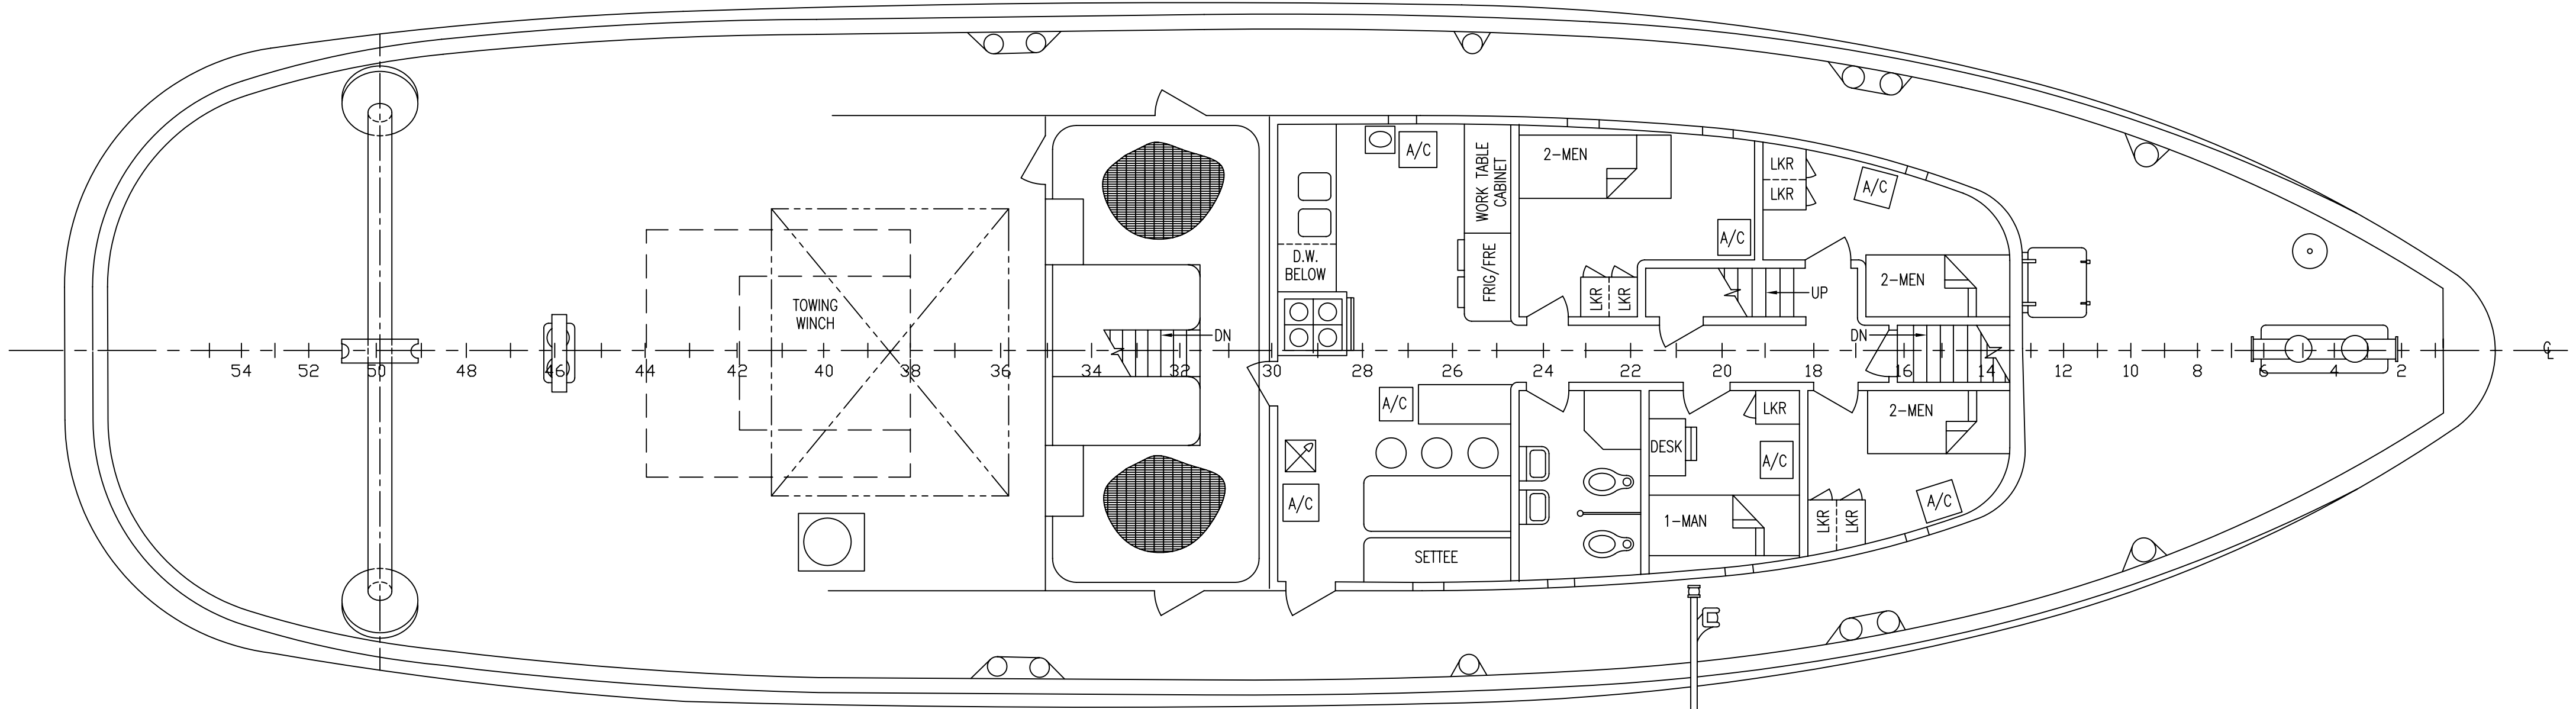 2-MEN
A/C
WORK TABLE
CABINET
LKR
LKR
A/C
A/C
D.W.
BELOW
FRIG/FRE
LKR
LKR
2-MEN
UP
TOWING
WINCH
DN
DN
℄
54 52 50 48 46 44 42 40 38 36 34 32 30 28 26 24 22 20 18 16 14 12 10 8 6 4 2
A/C
LKR
2-MEN
DESK
A/C
A/C
A/C
LKR
LKR
1-MAN
SETTEE